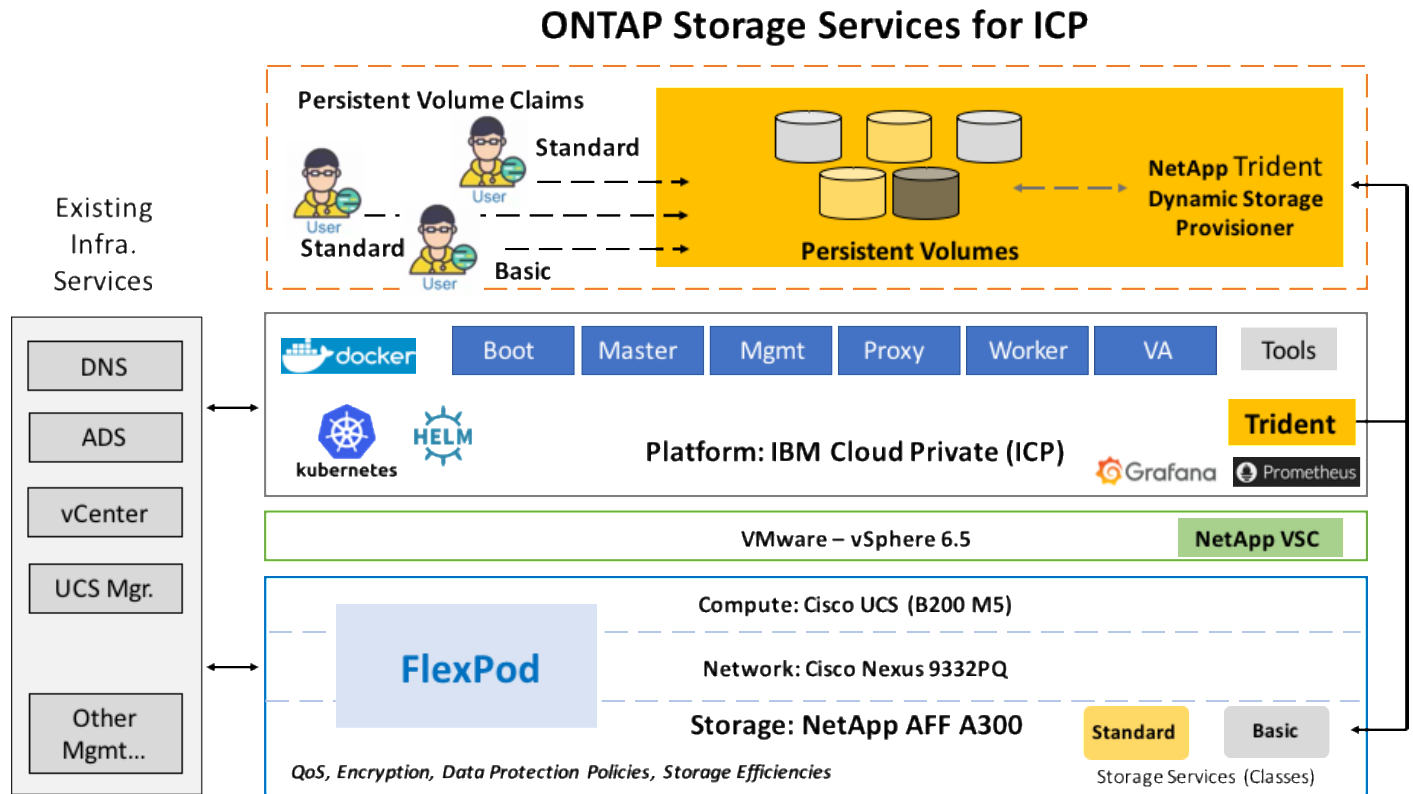 ONTAP Storage Services for ICP
Persistent Volume Claims
Standard
User
User
Standard
User
Basic
Persistent Volumes
NetApp Trident
Dynamic Storage
Provisioner
Existing
Infra.
Services
DNS
ADS
vCenter
UCS Mgr.
Other
Mgmt...
docker
Boot
Master
Mgmt
Proxy
Worker
VA
Tools
kubernetes
HELM
Platform: IBM Cloud Private (ICP)
Trident
Grafana
Prometheus
VMware – vSphere 6.5
NetApp VSC
FlexPod
Compute: Cisco UCS (B200 M5)
Network: Cisco Nexus 9332PQ
Storage: NetApp AFF A300
Standard
Basic
QoS, Encryption, Data Protection Policies, Storage Efficiencies
Storage Services (Classes)